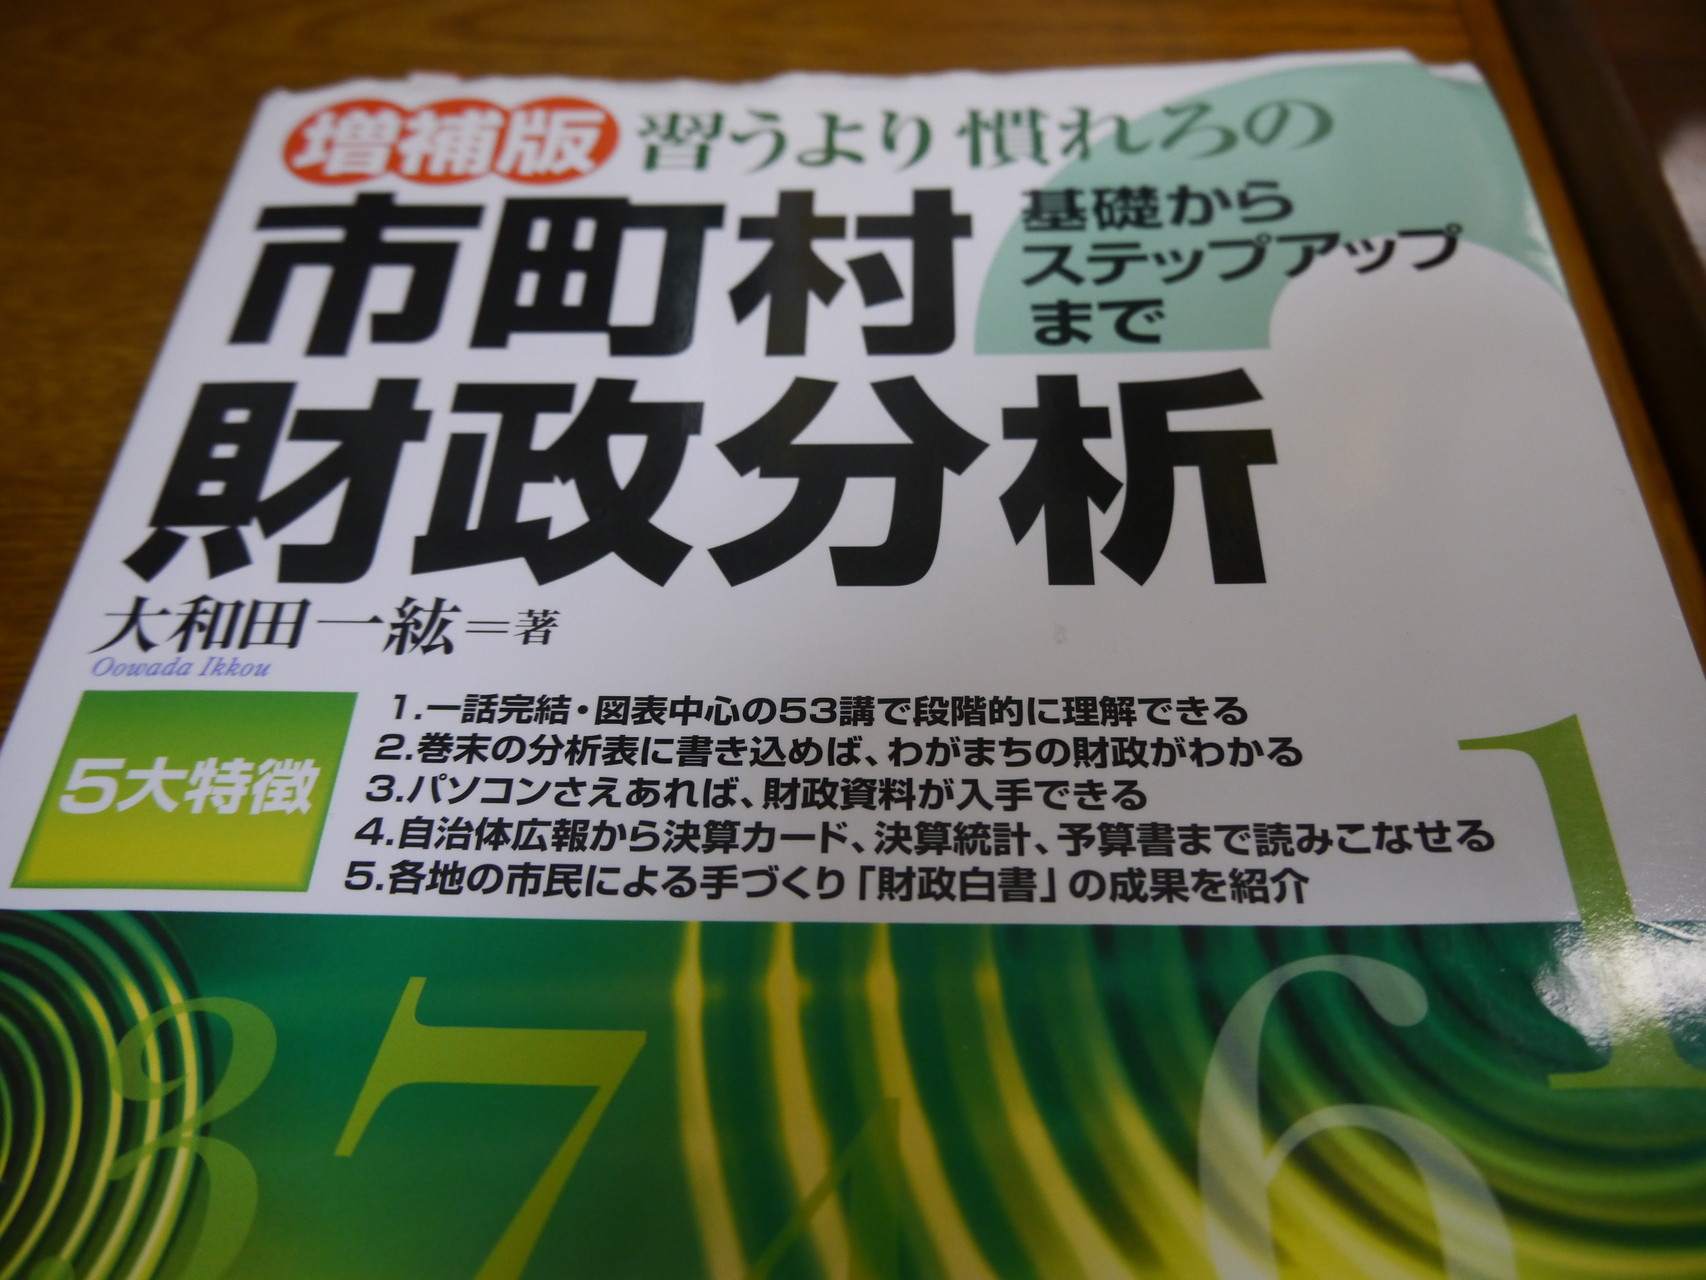 増補版 習うより慣れろの
市町村
基礎から
ステップアップ
まで
財政分析
大和田一紘=著
Oowada Ikkou
5大特徴
1.一話完結・図表中心の53講で段階的に理解できる
2.巻末の分析表に書き込めば、わがまちの財政がわかる
3.パソコンさえあれば、財政資料が入手できる
4.自治体広報から決算カード、決算統計、予算書まで読みこなせる
5.各地の市民による手づくり「財政白書」の成果を紹介
1
3
7
4
6